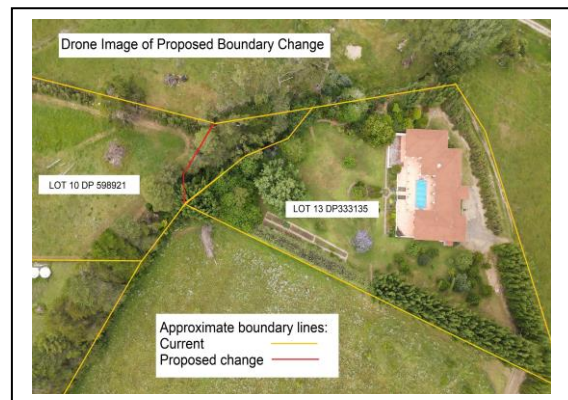 Drone Image of Proposed Boundary Change
LOT 10 DP 598921
LOT 13 DP333135
Approximate boundary lines:
Current
Proposed change